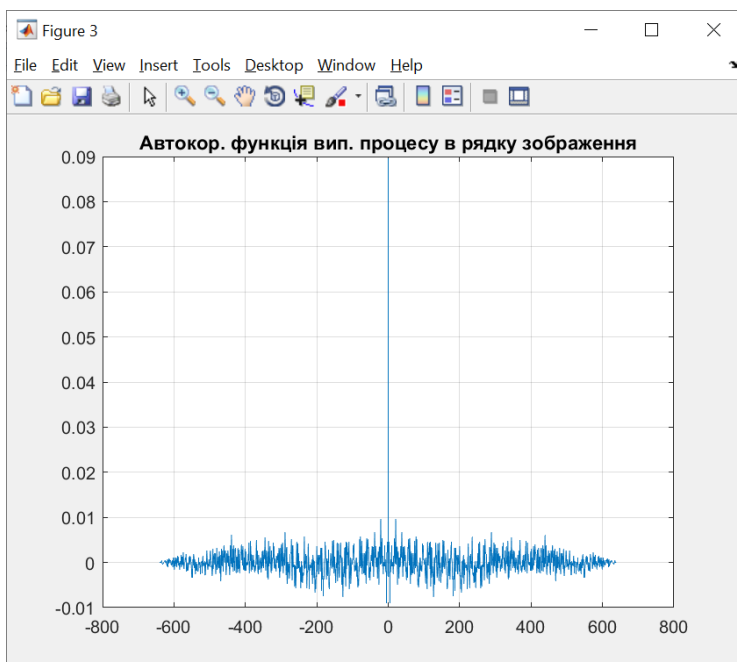 Figure 3
File Edit View Insert Tools Desktop Window Help
Автокор. функція вип. процесу в рядку зображення
0.09
0.08
0.07
0.06
0.05
0.04
0.03
0.02
0.01
0
-0.01
-800 -600 -400 -200 0 200 400 600 800